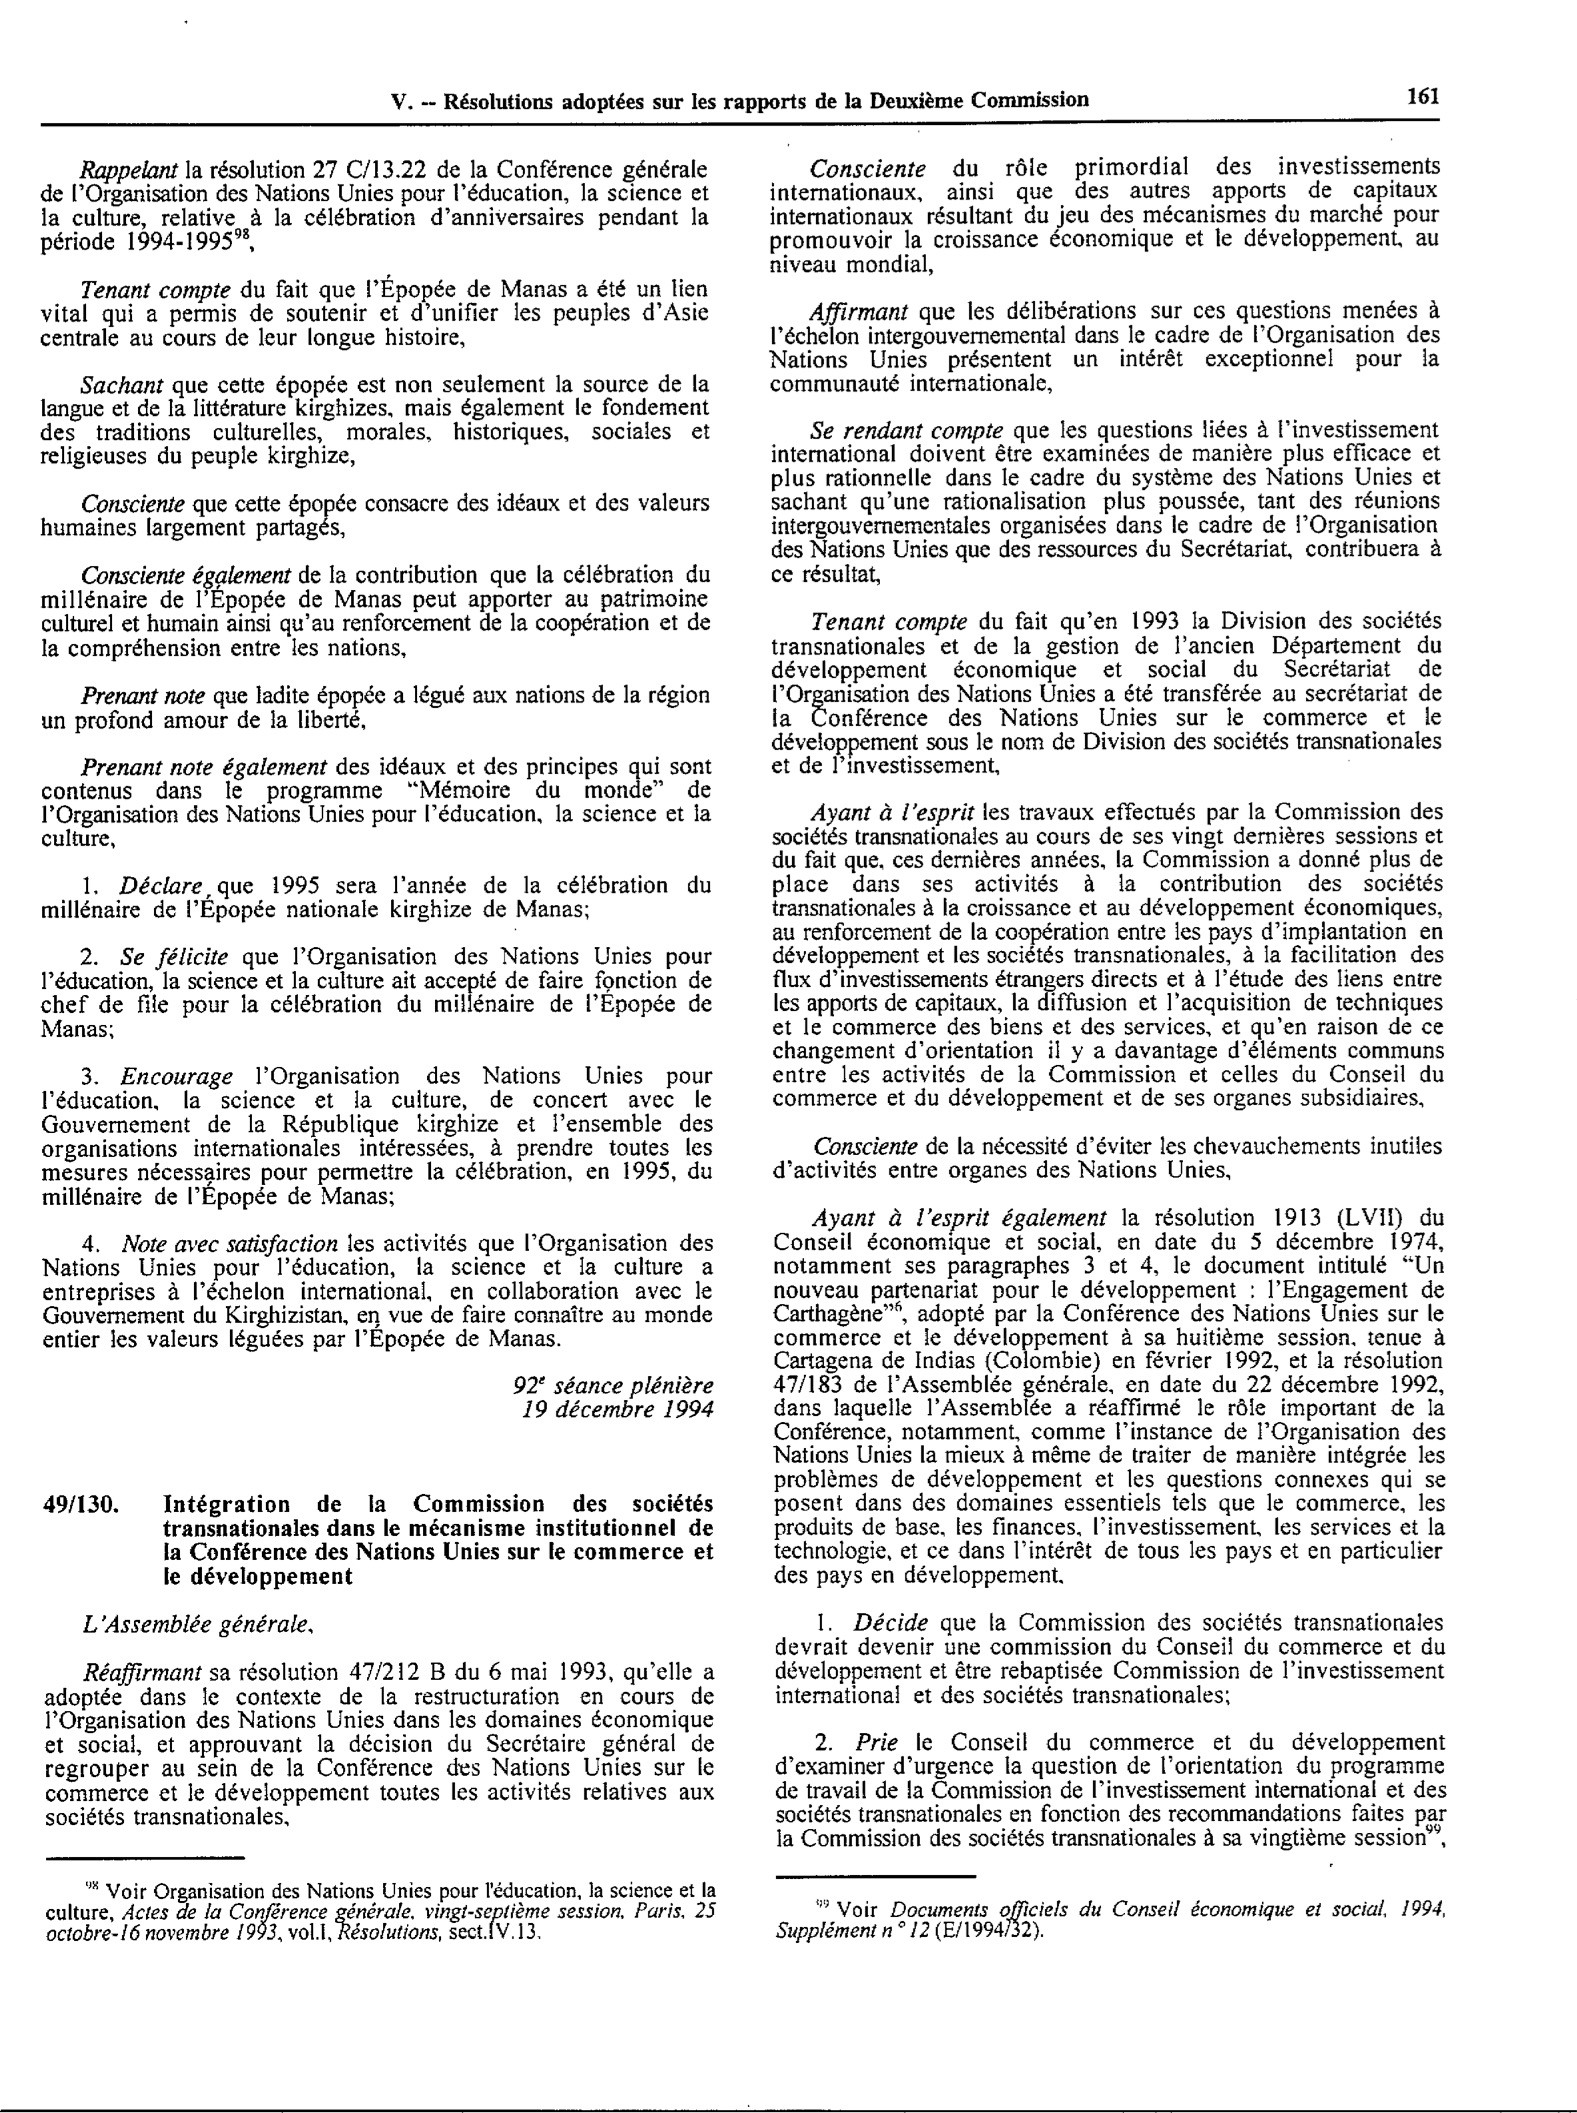 V. -- Résolutions adoptées sur les rapports de la Deuxième Commission
161
Rappelant la résolution 27 C/13.22 de la Conférence générale
de l'Organisation des Nations Unies pour l'éducation, la science et
la culture, relative à la célébration d'anniversaires pendant la
période 1994-1995⁹⁸,
Tenant compte du fait que l'Épopée de Manas a été un lien
vital qui a permis de soutenir et d'unifier les peuples d'Asie
centrale au cours de leur longue histoire,
Sachant que cette épopée est non seulement la source de la
langue et de la littérature kirghizes, mais également le fondement
des traditions culturelles, morales, historiques, sociales et
religieuses du peuple kirghize,
Consciente que cette épopée consacre des idéaux et des valeurs
humaines largement partagés,
Consciente également de la contribution que la célébration du
millénaire de l'Épopée de Manas peut apporter au patrimoine
culturel et humain ainsi qu'au renforcement de la coopération et de
la compréhension entre les nations,
Prenant note que ladite épopée a légué aux nations de la région
un profond amour de la liberté,
Prenant note également des idéaux et des principes qui sont
contenus dans le programme “Mémoire du monde” de
l'Organisation des Nations Unies pour l'éducation, la science et la
culture,
1. Déclare que 1995 sera l'année de la célébration du
millénaire de l'Épopée nationale kirghize de Manas;
2. Se félicite que l'Organisation des Nations Unies pour
l'éducation, la science et la culture ait accepté de faire fonction de
chef de file pour la célébration du millénaire de l'Épopée de
Manas;
3. Encourage l'Organisation des Nations Unies pour
l'éducation, la science et la culture, de concert avec le
Gouvernement de la République kirghize et l'ensemble des
organisations internationales intéressées, à prendre toutes les
mesures nécessaires pour permettre la célébration, en 1995, du
millénaire de l'Épopée de Manas;
4. Note avec satisfaction les activités que l'Organisation des
Nations Unies pour l'éducation, la science et la culture a
entreprises à l'échelon international, en collaboration avec le
Gouvernement du Kirghizistan, en vue de faire connaître au monde
entier les valeurs léguées par l'Épopée de Manas.
92ᵉ séance plénière
19 décembre 1994
49/130. Intégration de la Commission des sociétés
transnationales dans le mécanisme institutionnel de
la Conférence des Nations Unies sur le commerce et
le développement
L'Assemblée générale,
Réaffirmant sa résolution 47/212 B du 6 mai 1993, qu'elle a
adoptée dans le contexte de la restructuration en cours de
l'Organisation des Nations Unies dans les domaines économique
et social, et approuvant la décision du Secrétaire général de
regrouper au sein de la Conférence des Nations Unies sur le
commerce et le développement toutes les activités relatives aux
sociétés transnationales,
⁹⁸ Voir Organisation des Nations Unies pour l'éducation, la science et la
culture, Actes de la Conférence générale, vingt-septième session, Paris, 25
octobre-16 novembre 1993, vol.I, Résolutions, sect.IV.13.
Consciente du rôle primordial des investissements
internationaux, ainsi que des autres apports de capitaux
internationaux résultant du jeu des mécanismes du marché pour
promouvoir la croissance économique et le développement, au
niveau mondial,
Affirmant que les délibérations sur ces questions menées à
l'échelon intergouvernememental dans le cadre de l'Organisation des
Nations Unies présentent un intérêt exceptionnel pour la
communauté internationale,
Se rendant compte que les questions liées à l'investissement
international doivent être examinées de manière plus efficace et
plus rationnelle dans le cadre du système des Nations Unies et
sachant qu'une rationalisation plus poussée, tant des réunions
intergouvernementales organisées dans le cadre de l'Organisation
des Nations Unies que des ressources du Secrétariat, contribuera à
ce résultat,
Tenant compte du fait qu'en 1993 la Division des sociétés
transnationales et de la gestion de l'ancien Département du
développement économique et social du Secrétariat de
l'Organisation des Nations Unies a été transférée au secrétariat de
la Conférence des Nations Unies sur le commerce et le
développement sous le nom de Division des sociétés transnationales
et de l'investissement,
Ayant à l'esprit les travaux effectués par la Commission des
sociétés transnationales au cours de ses vingt dernières sessions et
du fait que, ces dernières années, la Commission a donné plus de
place dans ses activités à la contribution des sociétés
transnationales à la croissance et au développement économiques,
au renforcement de la coopération entre les pays d'implantation en
développement et les sociétés transnationales, à la facilitation des
flux d'investissements étrangers directs et à l'étude des liens entre
les apports de capitaux, la diffusion et l'acquisition de techniques
et le commerce des biens et des services, et qu'en raison de ce
changement d'orientation il y a davantage d'éléments communs
entre les activités de la Commission et celles du Conseil du
commerce et du développement et de ses organes subsidiaires,
Consciente de la nécessité d'éviter les chevauchements inutiles
d'activités entre organes des Nations Unies,
Ayant à l'esprit également la résolution 1913 (LVII) du
Conseil économique et social, en date du 5 décembre 1974,
notamment ses paragraphes 3 et 4, le document intitulé “Un
nouveau partenariat pour le développement : l'Engagement de
Carthagène”⁶, adopté par la Conférence des Nations Unies sur le
commerce et le développement à sa huitième session, tenue à
Cartagena de Indias (Colombie) en février 1992, et la résolution
47/183 de l'Assemblée générale, en date du 22 décembre 1992,
dans laquelle l'Assemblée a réaffirmé le rôle important de la
Conférence, notamment, comme l'instance de l'Organisation des
Nations Unies la mieux à même de traiter de manière intégrée les
problèmes de développement et les questions connexes qui se
posent dans des domaines essentiels tels que le commerce, les
produits de base, les finances, l'investissement, les services et la
technologie, et ce dans l'intérêt de tous les pays et en particulier
des pays en développement,
1. Décide que la Commission des sociétés transnationales
devrait devenir une commission du Conseil du commerce et du
développement et être rebaptisée Commission de l'investissement
international et des sociétés transnationales;
2. Prie le Conseil du commerce et du développement
d'examiner d'urgence la question de l'orientation du programme
de travail de la Commission de l'investissement international et des
sociétés transnationales en fonction des recommandations faites par
la Commission des sociétés transnationales à sa vingtième session⁹⁹,
⁹⁹ Voir Documents officiels du Conseil économique et social, 1994,
Supplément n° 12 (E/1994/32).